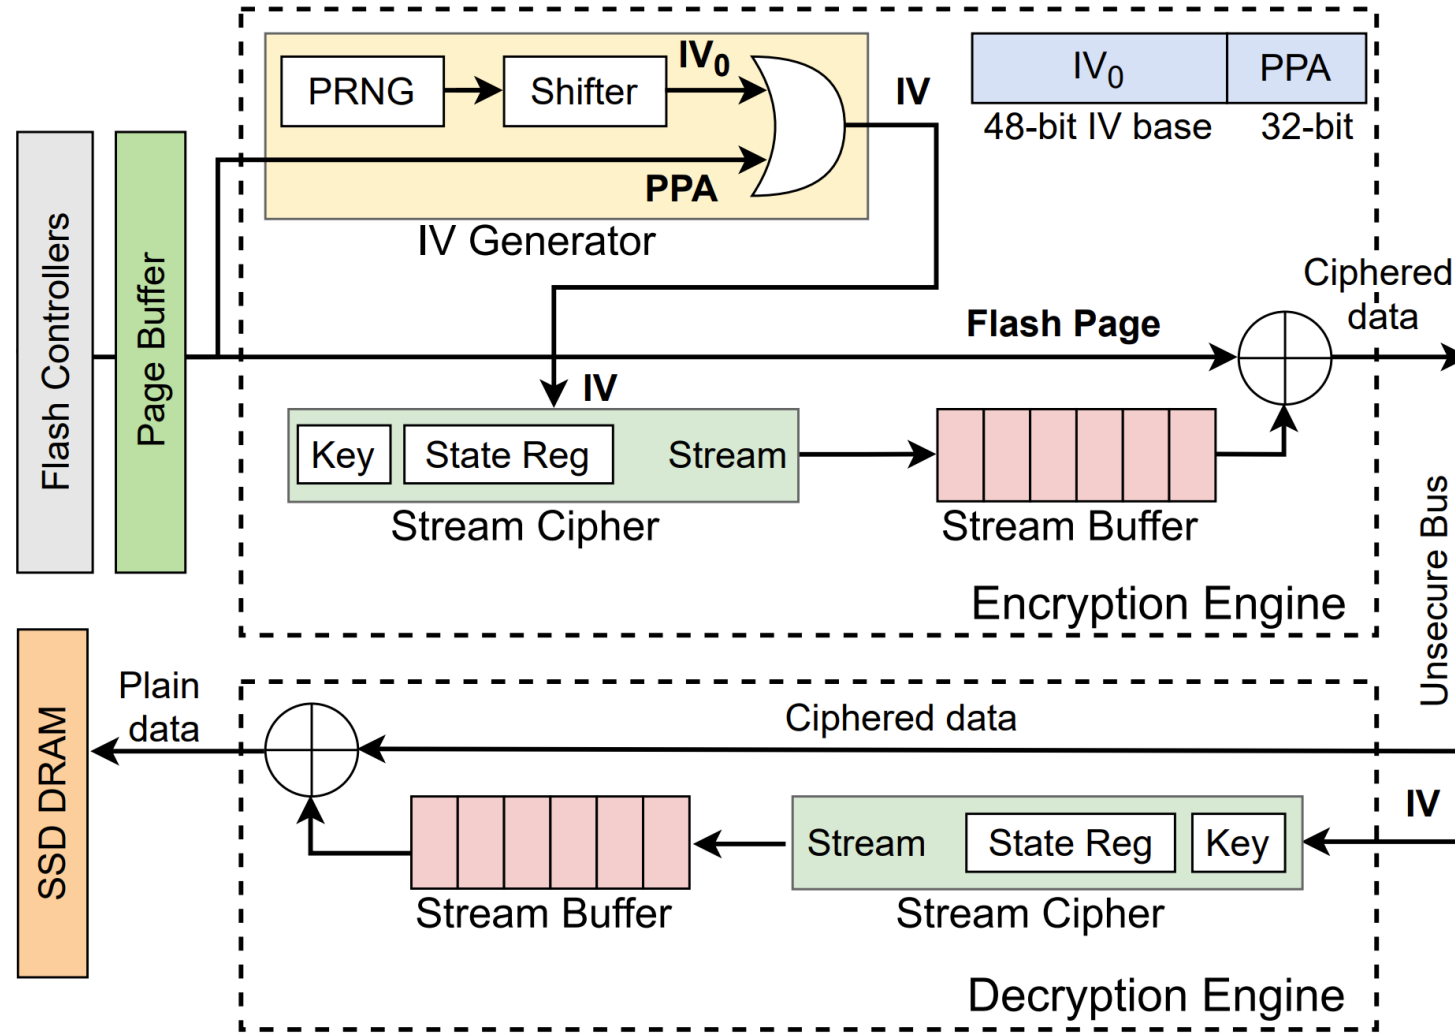 PRNG
Shifter
IV0
IV
PPA
IV Generator
IV0
PPA
48-bit IV base
32-bit
Flash Controllers
Page Buffer
Flash Page
Ciphered
data
IV
Key
State Reg
Stream
Stream Cipher
Stream Buffer
Encryption Engine
Unsecure Bus
SSD DRAM
Plain
data
Ciphered data
IV
Stream
State Reg
Key
Stream Buffer
Stream Cipher
Decryption Engine